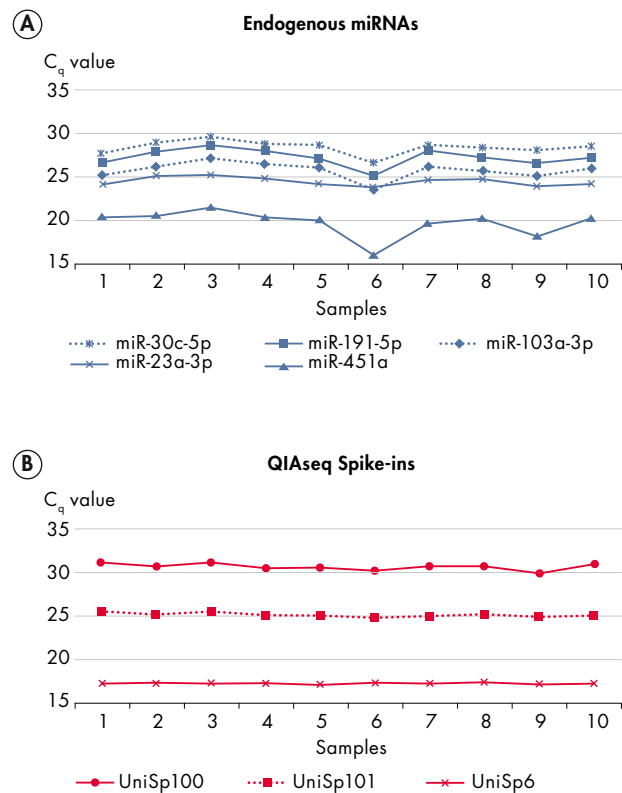 A Endogenous miRNAs
Cq value
35
30
25
20
15
1 2 3 4 5 6 7 8 9 10
Samples
miR-30c-5p miR-191-5p miR-103a-3p
miR-23a-3p miR-451a
B QIAseq Spike-ins
Cq value
35
30
25
20
15
1 2 3 4 5 6 7 8 9 10
Samples
UniSp100 UniSp101 UniSp6